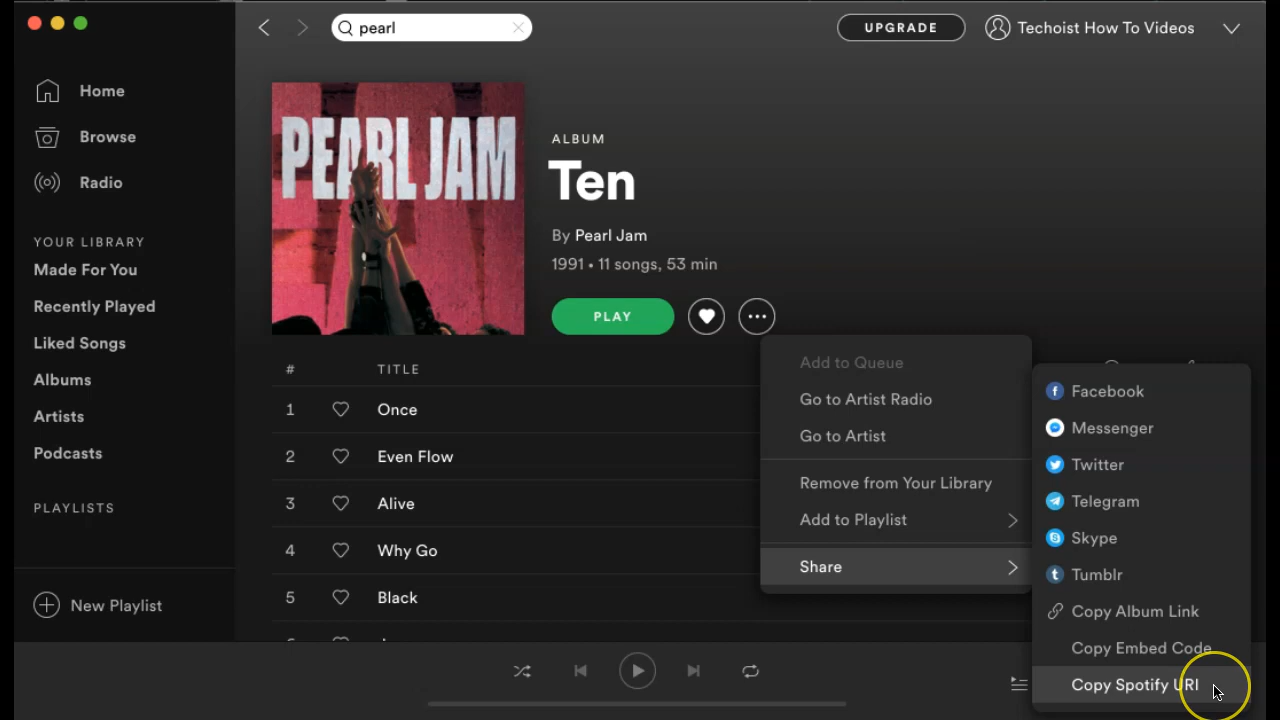 pearl
UPGRADE
Techoist How To Videos
Home
Browse
Radio
YOUR LIBRARY
Made For You
Recently Played
Liked Songs
Albums
Artists
Podcasts
PLAYLISTS
New Playlist
PEARL JAM
ALBUM
Ten
By Pearl Jam
1991 • 11 songs, 53 min
PLAY
# TITLE
1 Once
2 Even Flow
3 Alive
4 Why Go
5 Black
Add to Queue
Go to Artist Radio
Go to Artist
Remove from Your Library
Add to Playlist
Share
Facebook
Messenger
Twitter
Telegram
Skype
Tumblr
Copy Album Link
Copy Embed Code
Copy Spotify URI